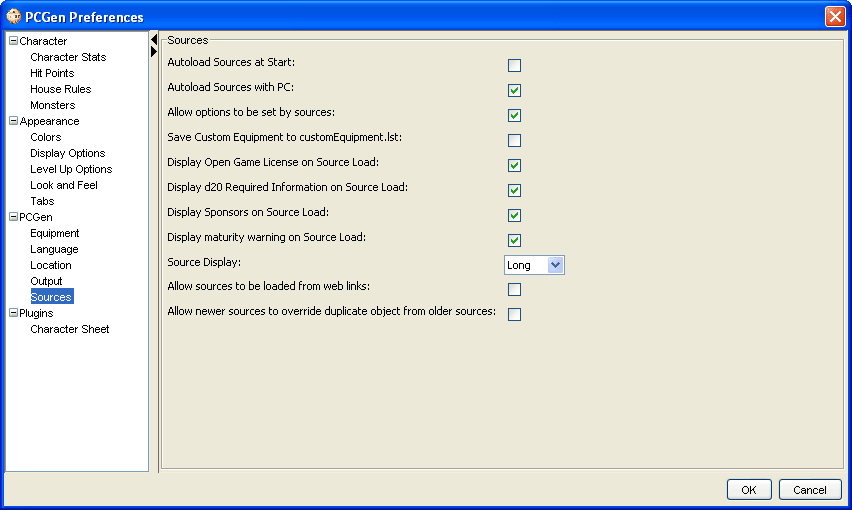 PCGen Preferences
Character
Character Stats
Hit Points
House Rules
Monsters
Appearance
Colors
Display Options
Level Up Options
Look and Feel
Tabs
PCGen
Equipment
Language
Location
Output
Sources
Plugins
Character Sheet
Sources
Autoload Sources at Start:
Autoload Sources with PC:
Allow options to be set by sources:
Save Custom Equipment to customEquipment.lst:
Display Open Game License on Source Load:
Display d20 Required Information on Source Load:
Display Sponsors on Source Load:
Display maturity warning on Source Load:
Source Display: Long
Allow sources to be loaded from web links:
Allow newer sources to override duplicate object from older sources:
OK Cancel